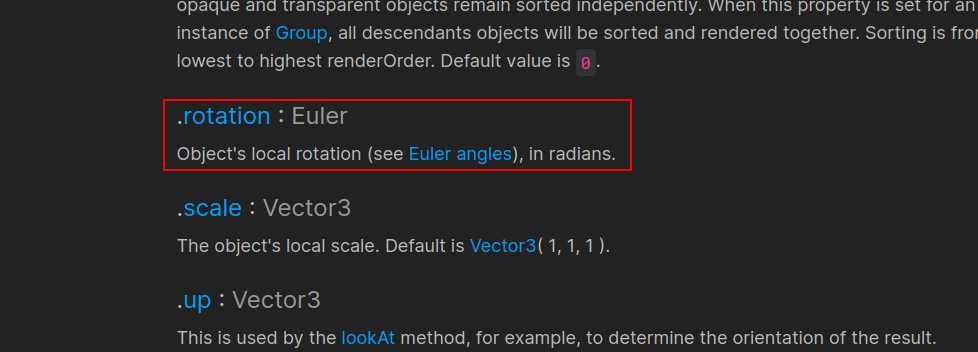 opaque and transparent objects remain sorted independently. When this property is set for an
instance of Group, all descendants objects will be sorted and rendered together. Sorting is from
lowest to highest renderOrder. Default value is 0.
.rotation : Euler
Object's local rotation (see Euler angles), in radians.
.scale : Vector3
The object's local scale. Default is Vector3( 1, 1, 1 ).
.up : Vector3
This is used by the lookAt method, for example, to determine the orientation of the result.